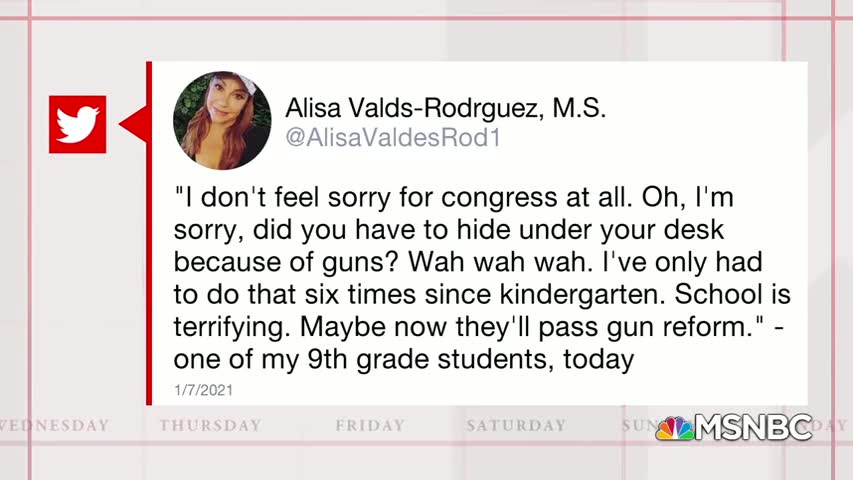 Alisa Valds-Rodrguez, M.S.
@AlisaValdesRod1
"I don't feel sorry for congress at all. Oh, I'm
sorry, did you have to hide under your desk
because of guns? Wah wah wah. I've only had
to do that six times since kindergarten. School is
terrifying. Maybe now they'll pass gun reform." -
one of my 9th grade students, today
1/7/2021
WEDNESDAY THURSDAY FRIDAY SATURDAY
MSNBC